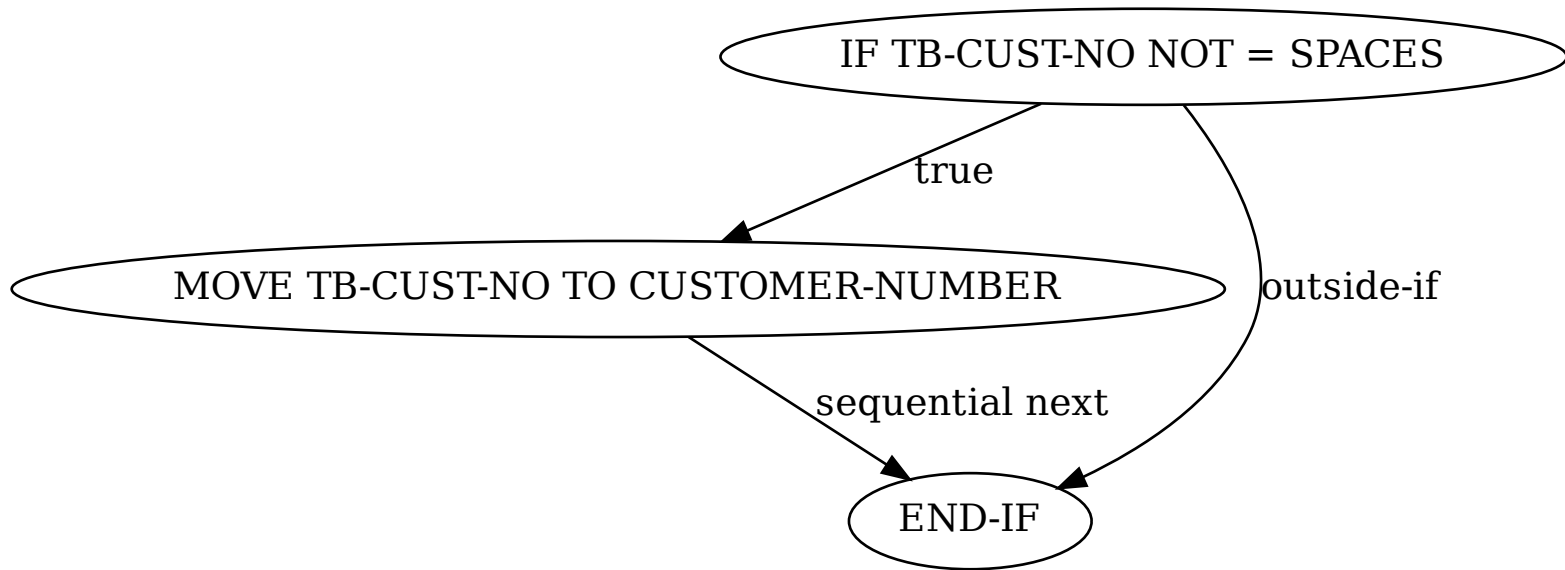 IF TB-CUST-NO NOT = SPACES
true
MOVE TB-CUST-NO TO CUSTOMER-NUMBER
outside-if
sequential next
END-IF